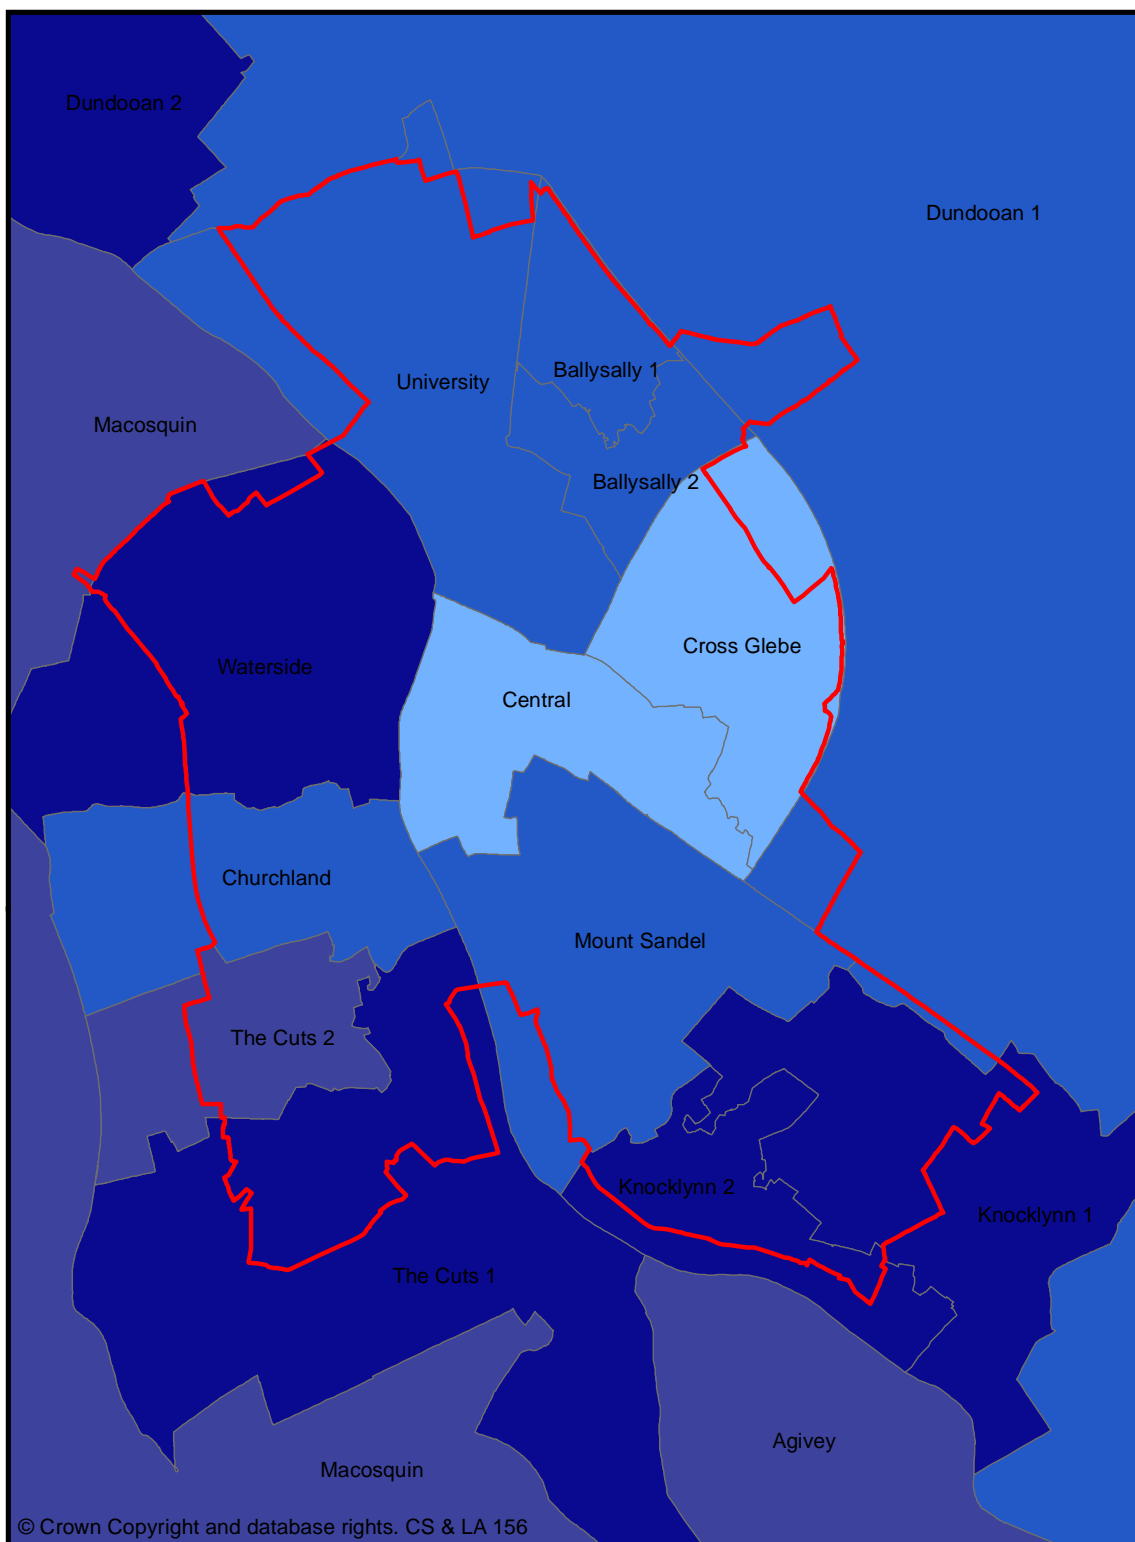 Dundooan 2
Dundooan 1
Ballysally 1
University
Macosquin
Ballysally 2
Cross Glebe
Waterside
Central
Churchland
Mount Sandel
The Cuts 2
Knocklynn 2
Knocklynn 1
The Cuts 1
Agivey
Macosquin
© Crown Copyright and database rights. CS & LA 156